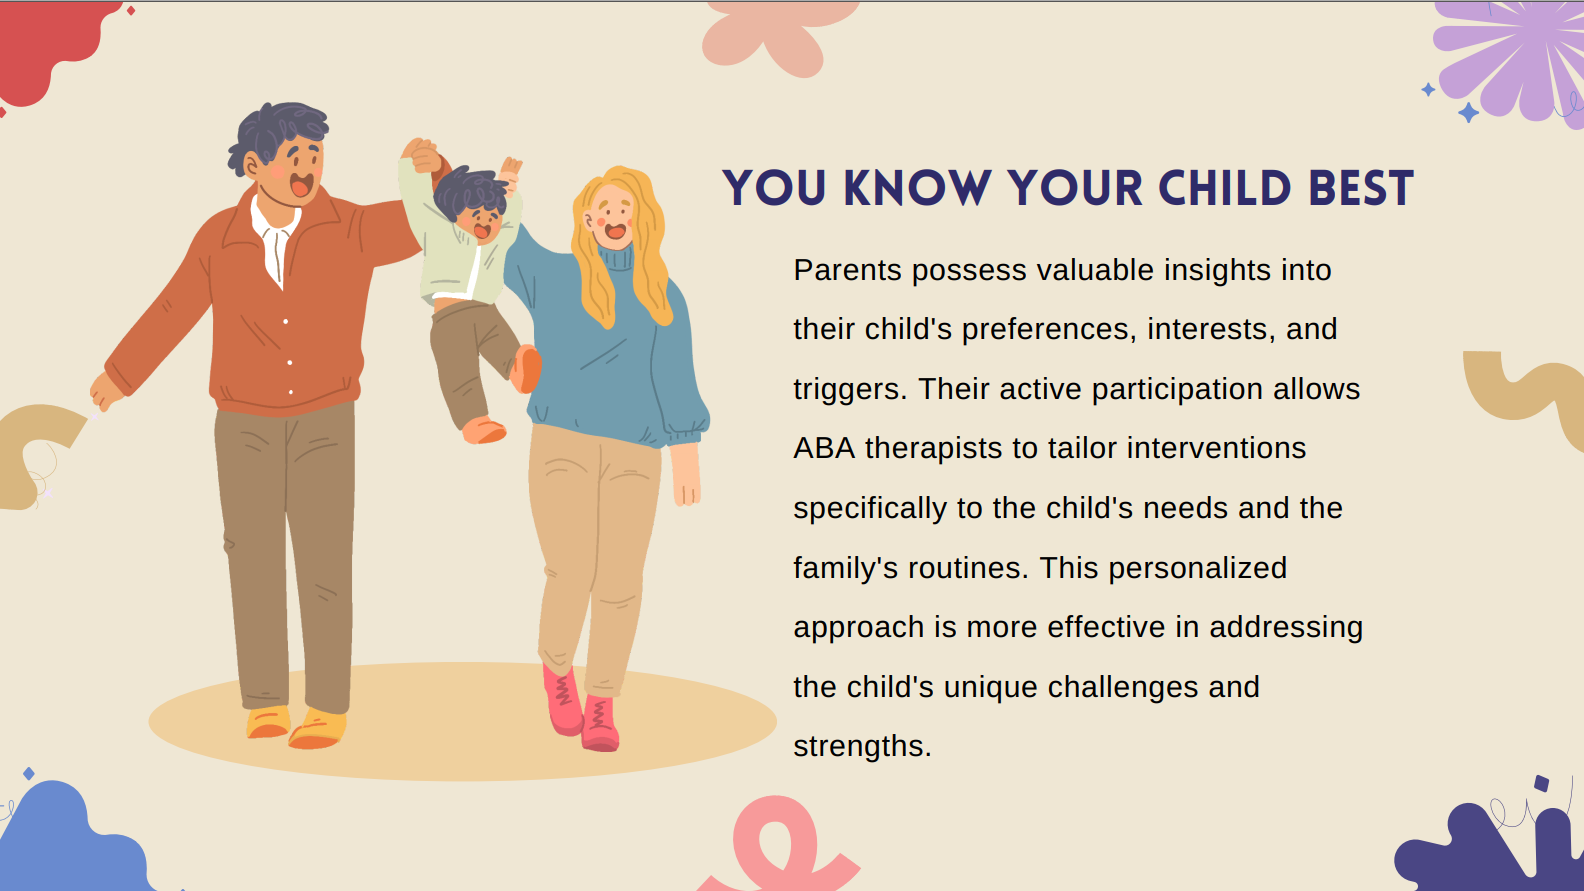 YOU KNOW YOUR CHILD BEST
Parents possess valuable insights into
their child's preferences, interests, and
triggers. Their active participation allows
ABA therapists to tailor interventions
specifically to the child's needs and the
family's routines. This personalized
approach is more effective in addressing
the child's unique challenges and
strengths.